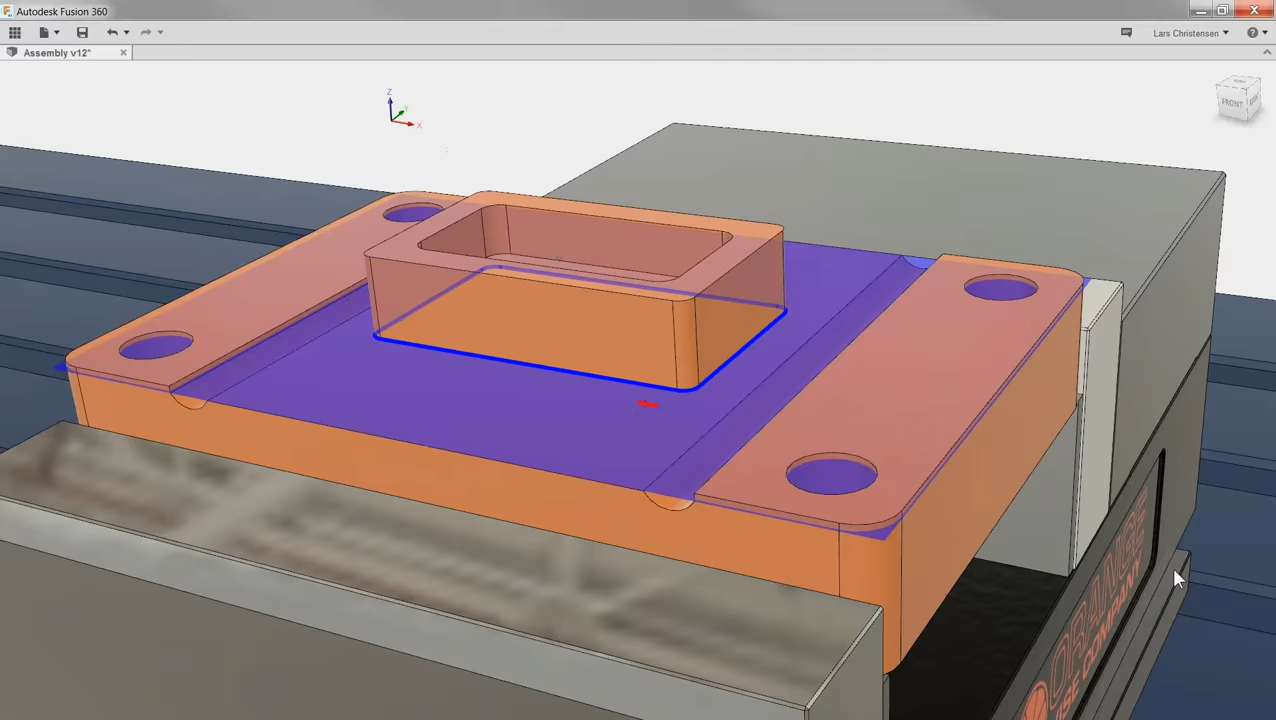 Autodesk Fusion 360
Lars Christensen
Assembly v12*
Z
Y
X
FRONT
ORANGE
VISE COMPANY